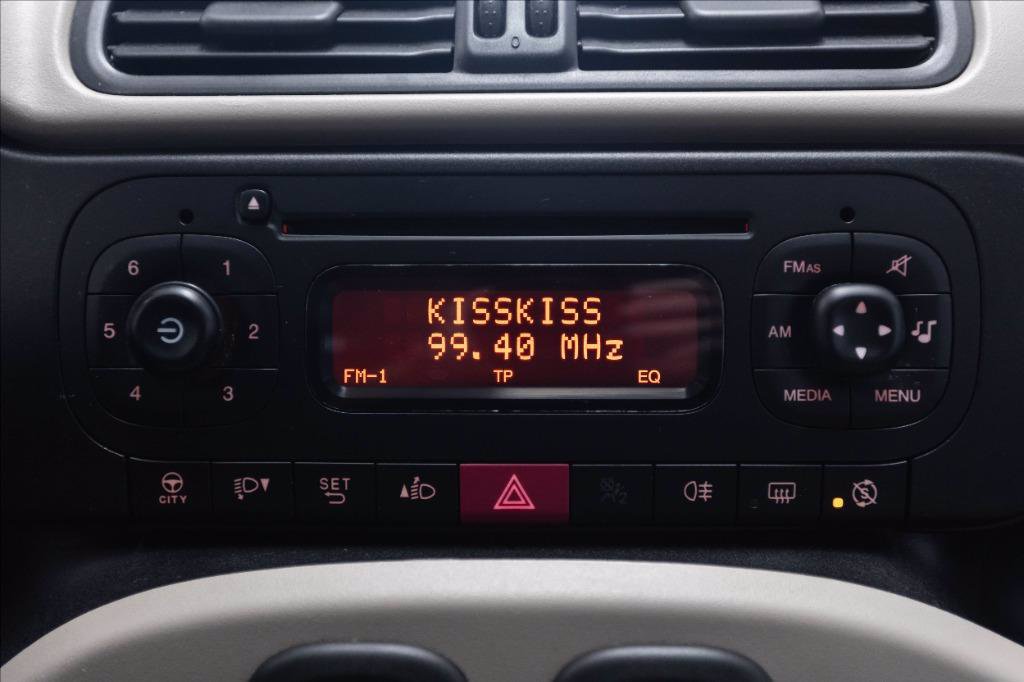 6 1
5 2
4 3
KISSKISS
99.40 MHz
FM-1 TP EQ
FMAS
AM
MEDIA MENU
CITY
SET